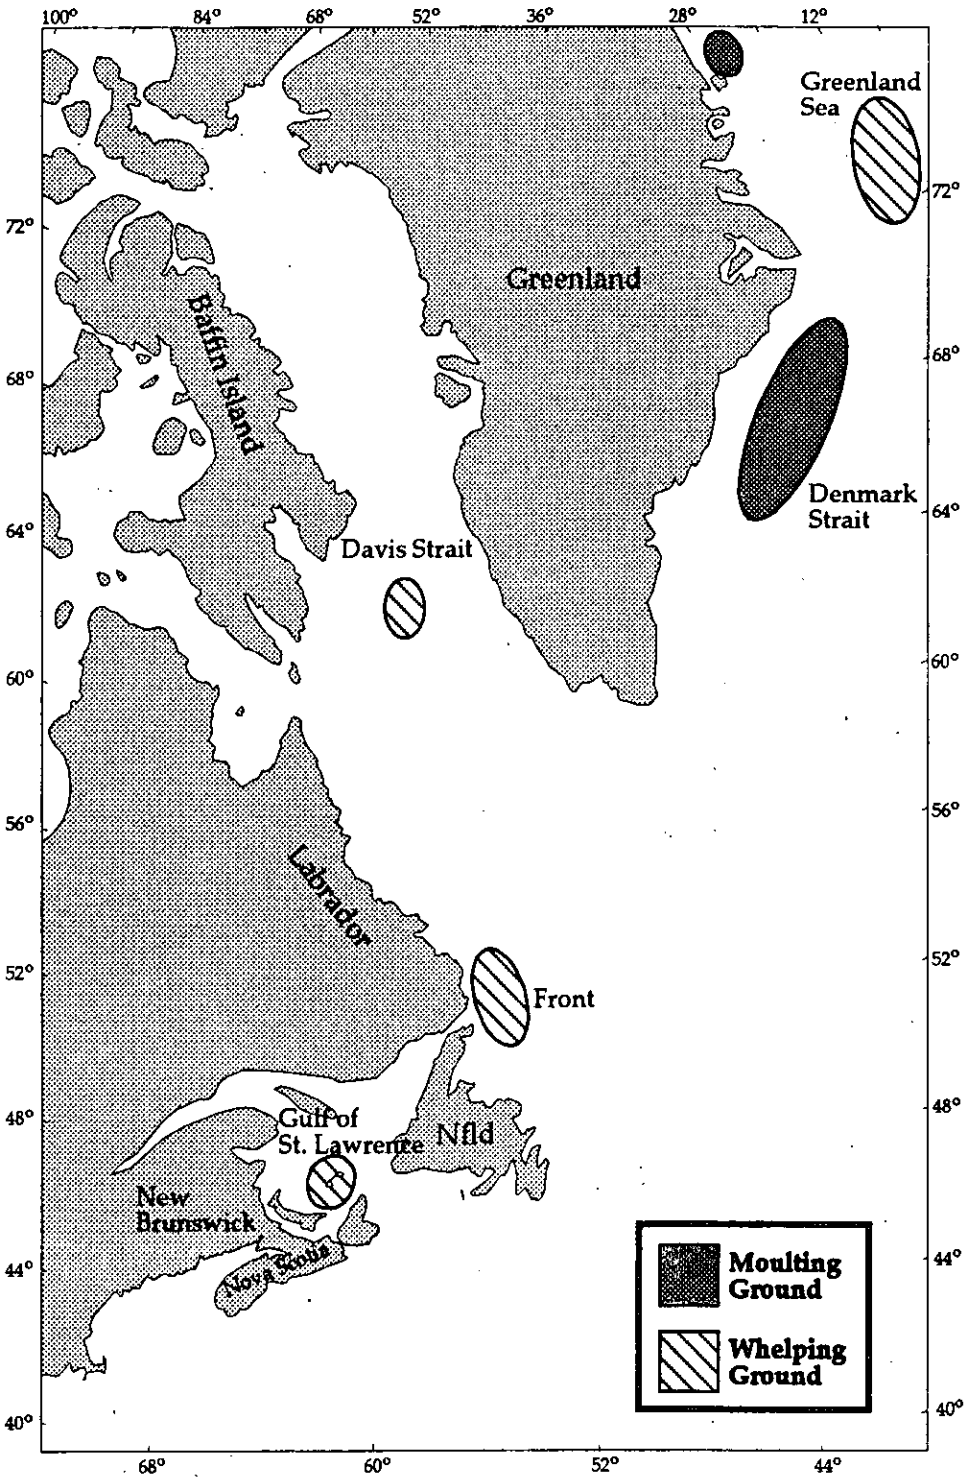 100° 84° 68° 52° 36° 28° 12°
Greenland
Sea
72°
72°
Greenland
Baffin Island
68°
68°
Denmark
Strait
64°
64°
Davis Strait
60°
60°
56°
56°
Labrador
52°
52°
Front
48°
48°
Gulf of
St. Lawrence
Nfld
New
Brunswick
Nova Scotia
44°
44°
Moulting
Ground
Whelping
Ground
40°
40°
68° 60° 52° 44°